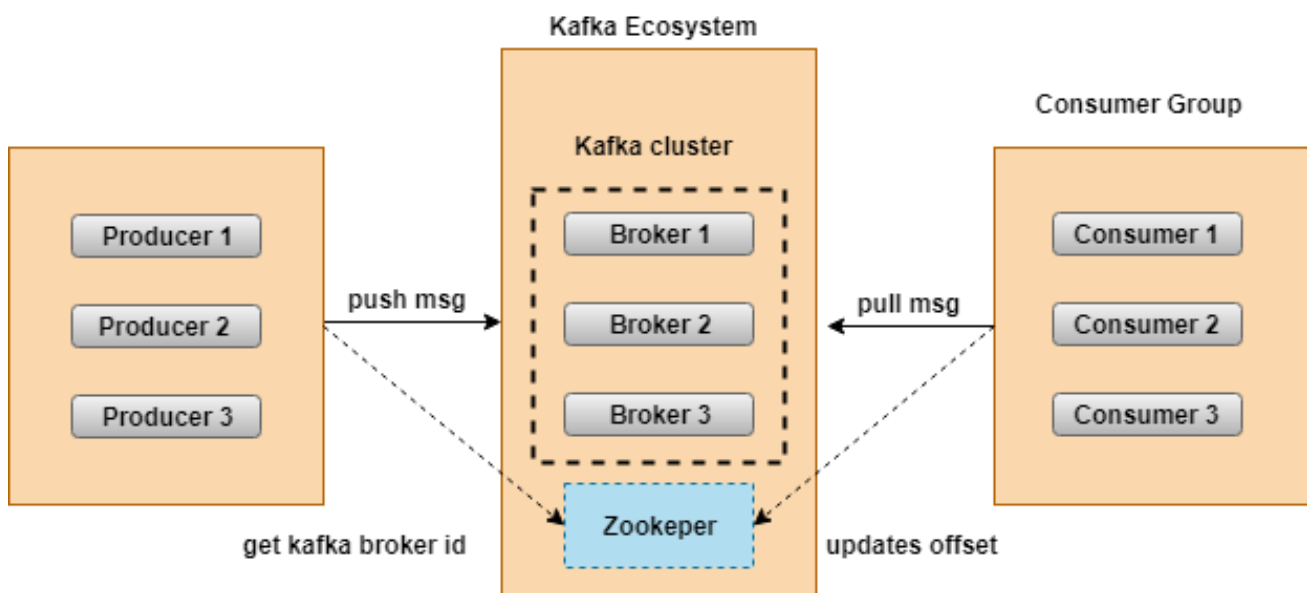 Kafka Ecosystem
Consumer Group
Kafka cluster
Producer 1
Broker 1
Consumer 1
push msg
pull msg
Producer 2
Broker 2
Consumer 2
Producer 3
Broker 3
Consumer 3
Zookeper
get kafka broker id
updates offset